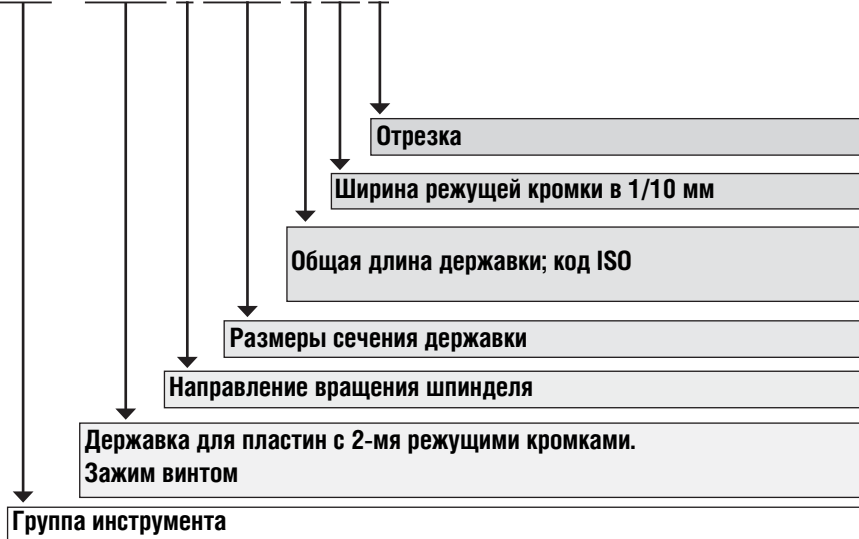 Отрезка
Ширина режущей кромки в 1/10 мм
Общая длина державки; код ISO
Размеры сечения державки
Направление вращения шпинделя
Державка для пластин с 2-мя режущими кромками.
Зажим винтом
Группа инструмента